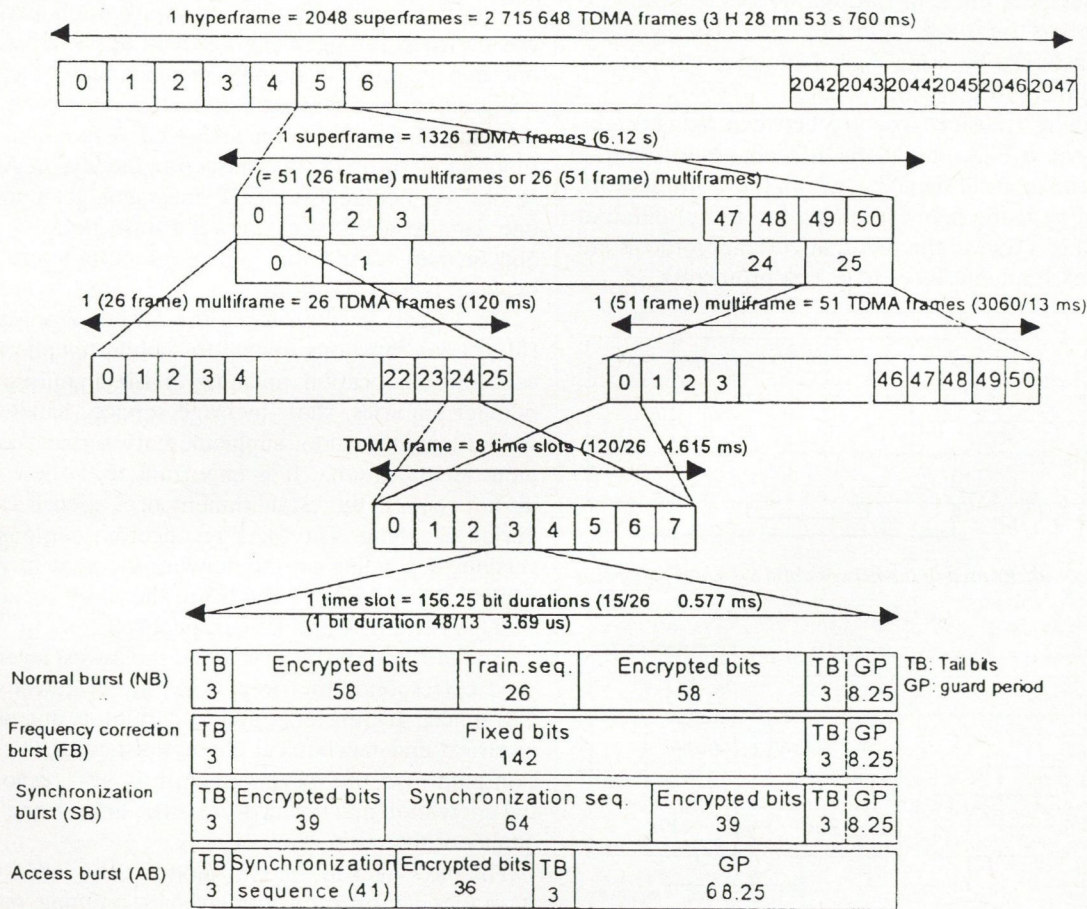 1 hyperframe = 2048 superframes = 2 715 648 TDMA frames (3 H 28 mn 53 s 760 ms)
0 1 2 3 4 5 6 2042 2043 2044 2045 2046 2047
1 superframe = 1326 TDMA frames (6.12 s)
(= 51 (26 frame) multiframes or 26 (51 frame) multiframes)
0 1 2 3 47 48 49 50
0 1 24 25
1 (26 frame) multiframe = 26 TDMA frames (120 ms) 1 (51 frame) multiframe = 51 TDMA frames (3060/13 ms)
0 1 2 3 4 22 23 24 25 0 1 2 3 46 47 48 49 50
TDMA frame = 8 time slots (120/26 4.615 ms)
0 1 2 3 4 5 6 7
1 time slot = 156.25 bit durations (15/26 0.577 ms)
(1 bit duration 48/13 3.69 us)
Normal burst (NB) TB Encrypted bits Train.seq. Encrypted bits TB GP TB: Tail bits
3 58 26 58 3 8.25 GP: guard period
Frequency correction TB Fixed bits TB GP
burst (FB) 3 142 3 8.25
Synchronization TB Encrypted bits Synchronization seq. Encrypted bits TB GP
burst (SB) 3 39 64 39 3 8.25
Access burst (AB) TB Synchronization Encrypted bits TB GP
3 sequence (41) 36 3 68.25